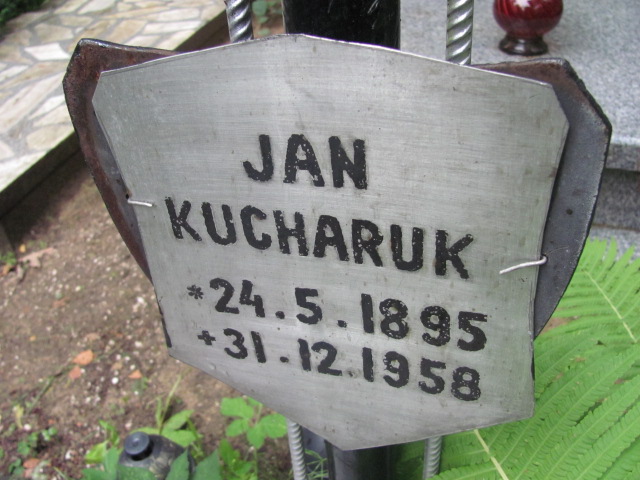 JAN
KUCHARUK
*24.5.1895
+31.12.1958